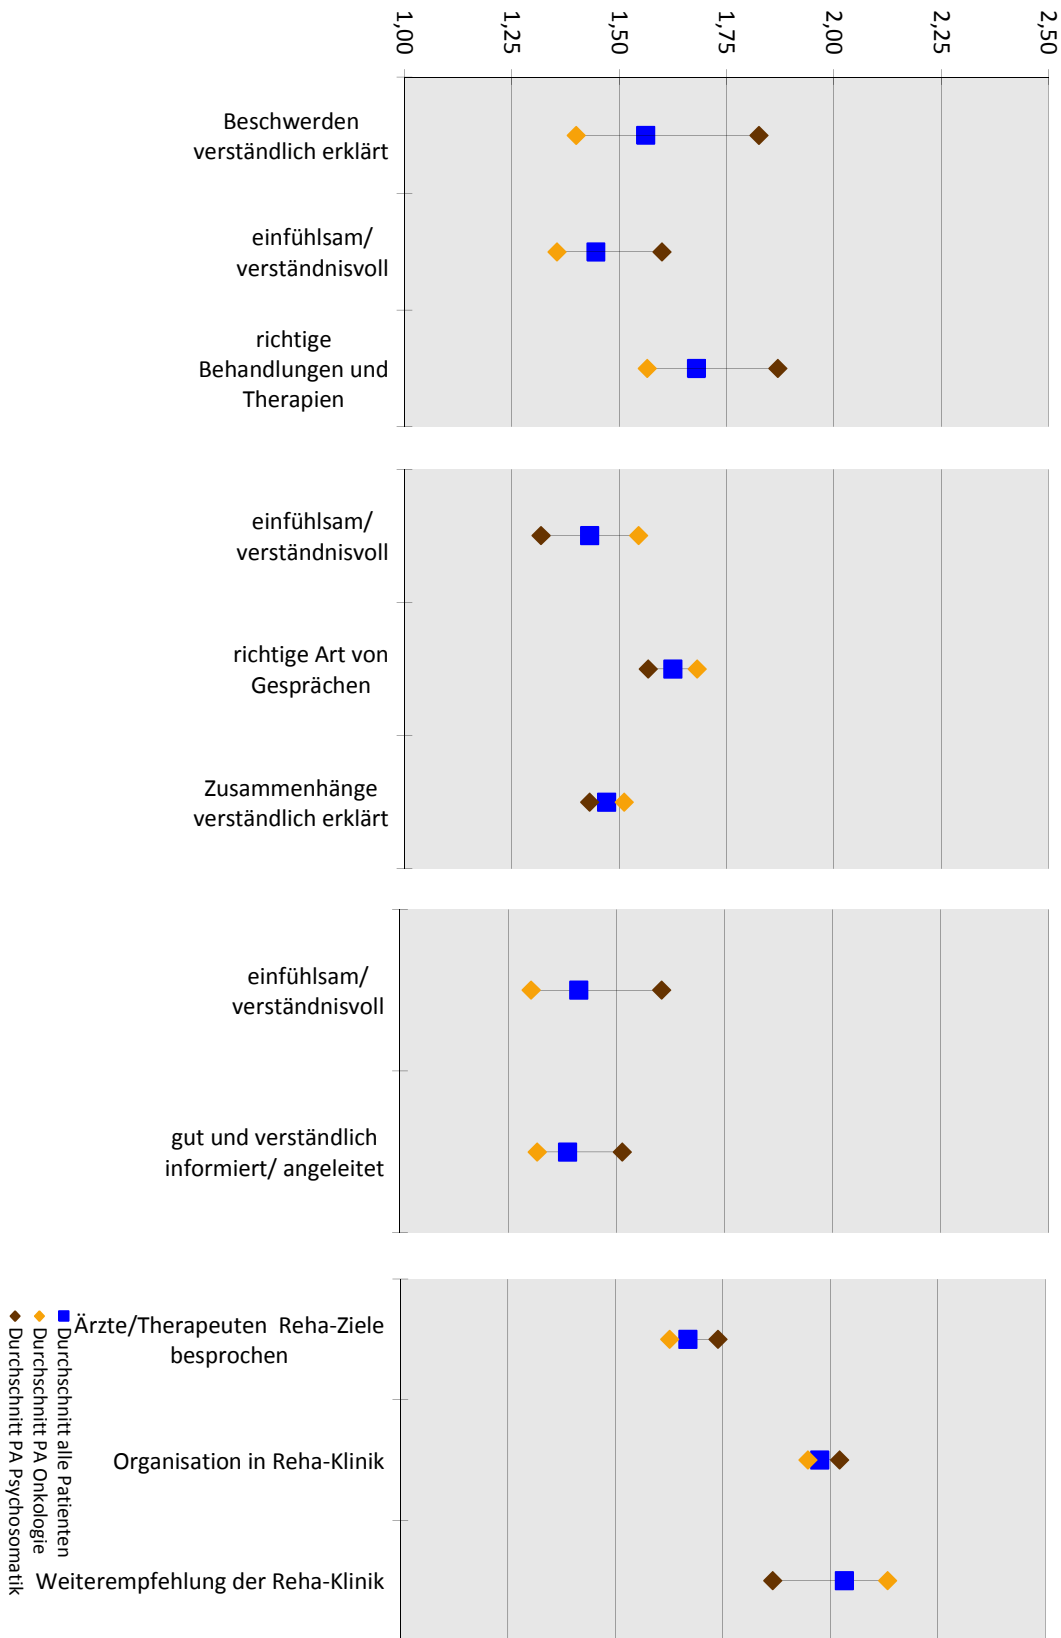 1,00
1,25
1,50
1,75
2,00
2,25
2,50
Beschwerden
verständlich erklärt
einfühlsam/
verständnisvoll
richtige
Behandlungen und
Therapien
einfühlsam/
verständnisvoll
richtige Art von
Gesprächen
Zusammenhänge
verständlich erklärt
einfühlsam/
verständnisvoll
gut und verständlich
informiert/ angeleitet
Ärzte/Therapeuten  Reha-Ziele
besprochen
Organisation in Reha-Klinik
Weiterempfehlung der Reha-Klinik
Durchschnitt alle Patienten
Durchschnitt PA Onkologie
Durchschnitt PA Psychosomatik